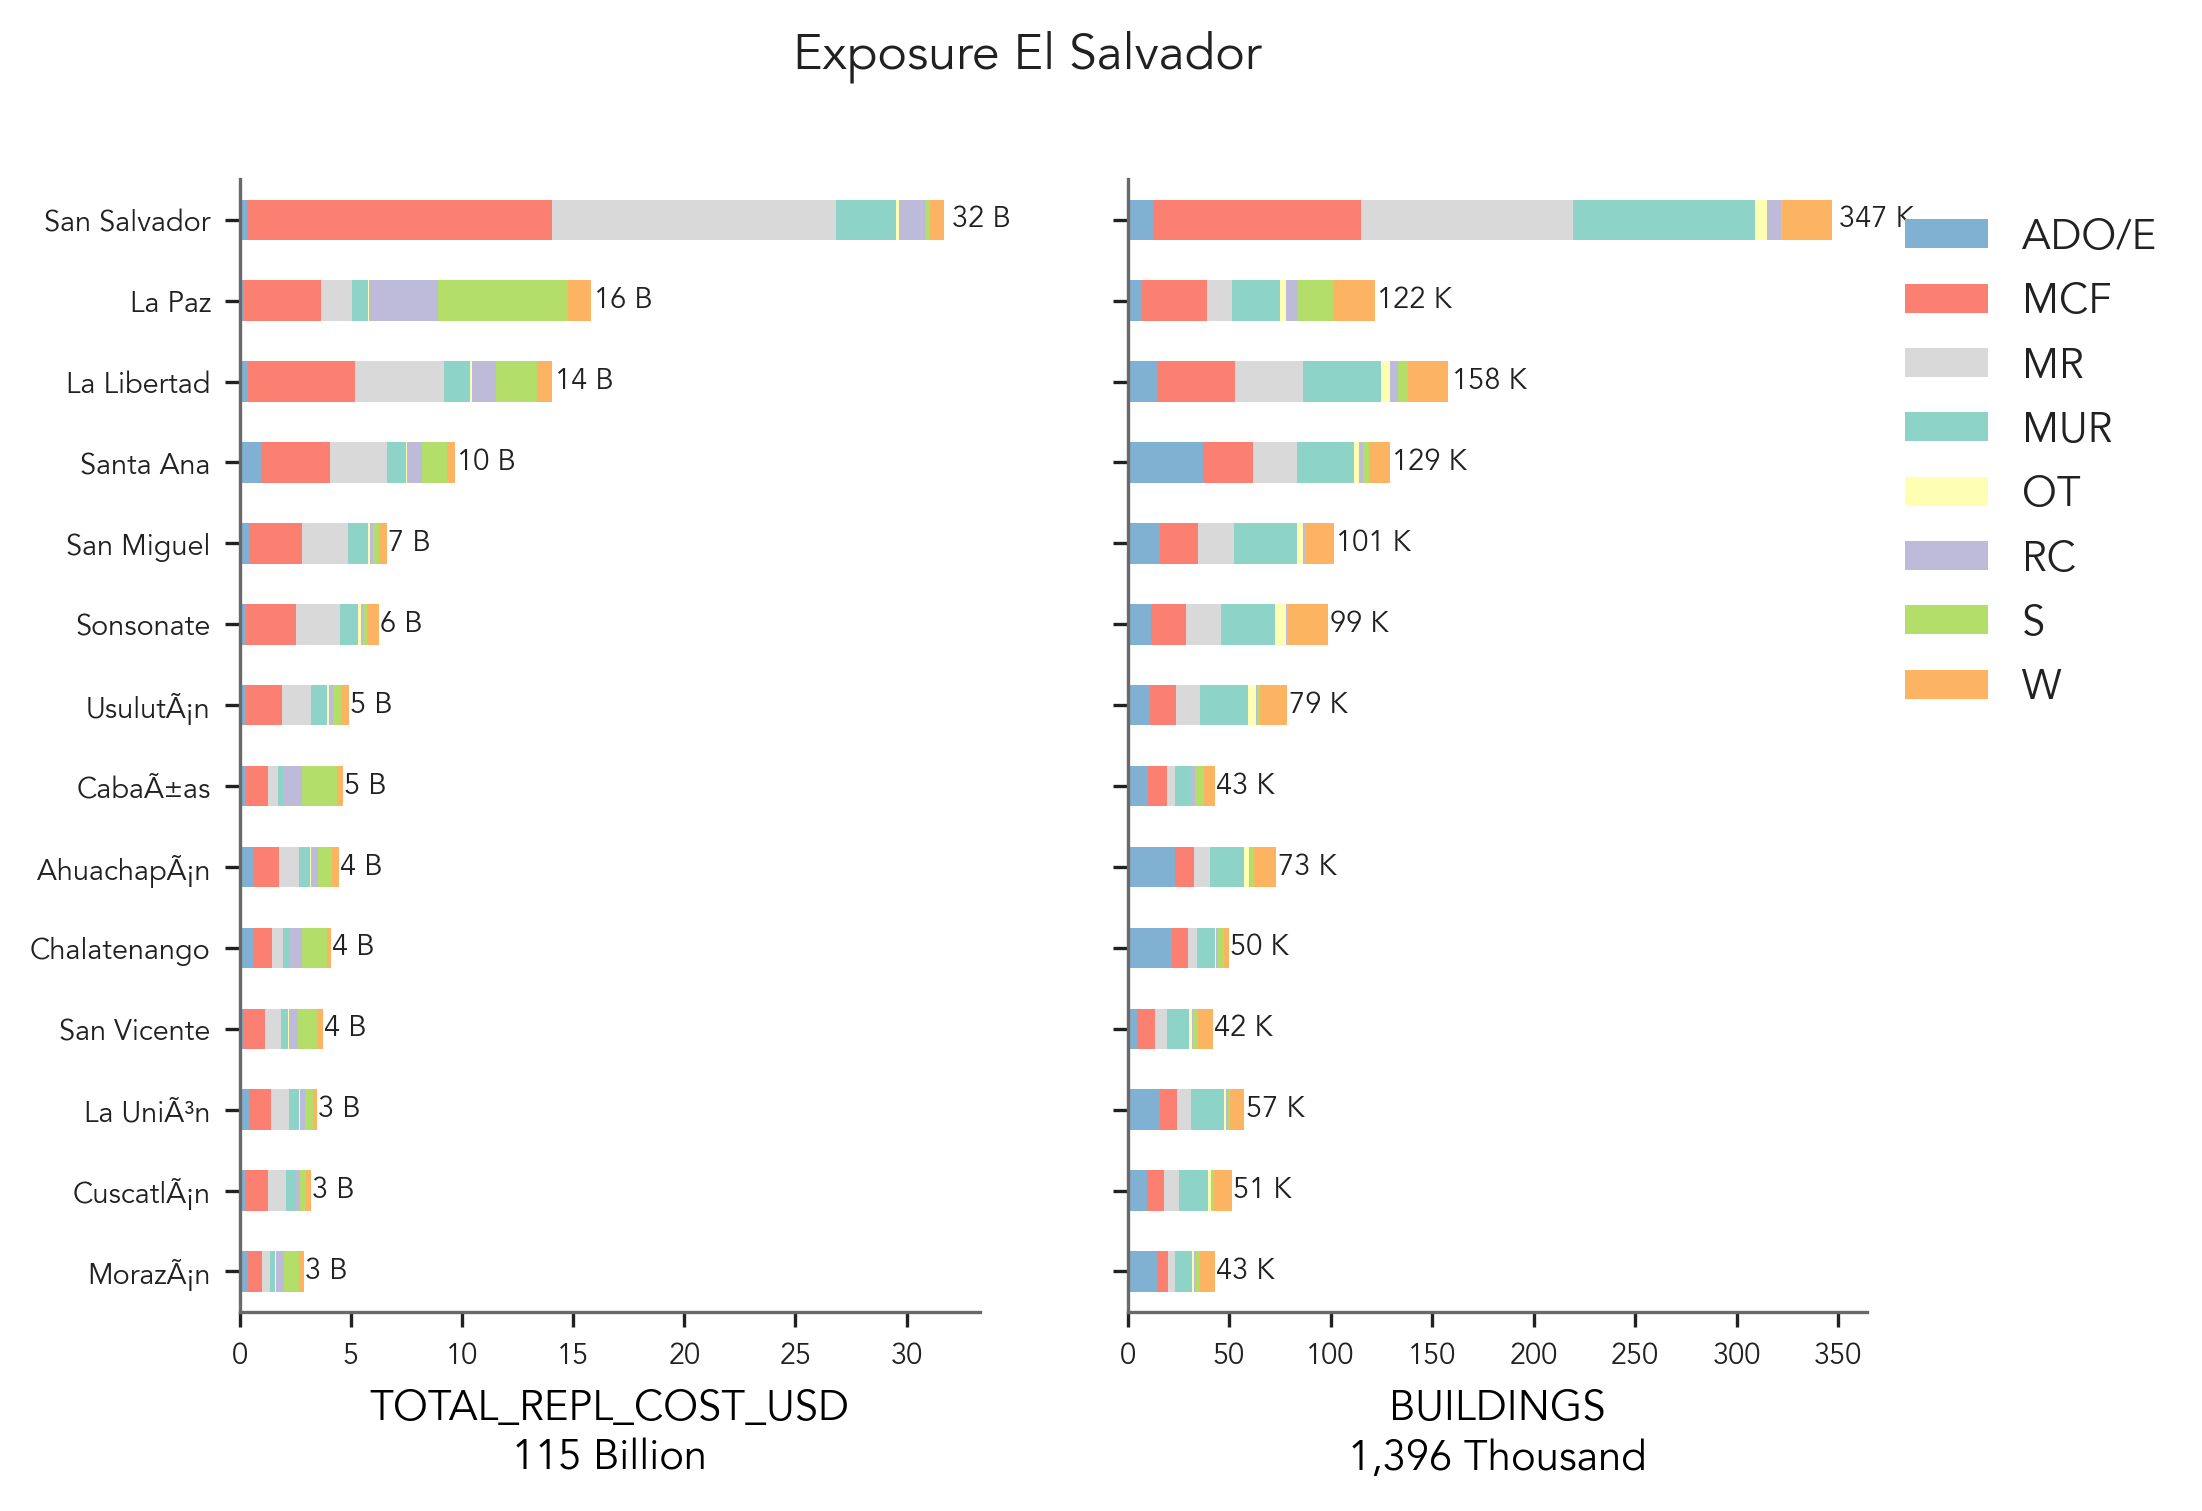 Exposure El Salvador
San Salvador
La Paz
La Libertad
Santa Ana
San Miguel
Sonsonate
UsulutÃ¡n
CabaÃ±as
AhuachapÃ¡n
Chalatenango
San Vicente
La UniÃ³n
CuscatlÃ¡n
MorazÃ¡n
32 B
16 B
14 B
10 B
7 B
6 B
5 B
5 B
4 B
4 B
4 B
3 B
3 B
3 B
0 5 10 15 20 25 30
TOTAL_REPL_COST_USD
115 Billion
347 K
122 K
158 K
129 K
101 K
99 K
79 K
43 K
73 K
50 K
42 K
57 K
51 K
43 K
0 50 100 150 200 250 300 350
BUILDINGS
1,396 Thousand
ADO/E
MCF
MR
MUR
OT
RC
S
W